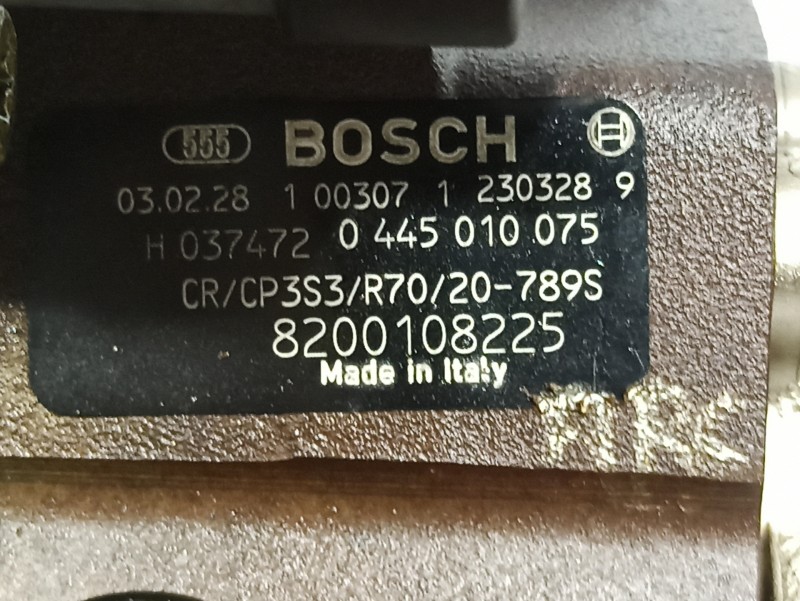 555 BOSCH
03.02.28 1 00307 1 230328 9
H 037472 0 445 010 075
CR/CP3S3/R70/20-789S
8200108225
Made in Italy